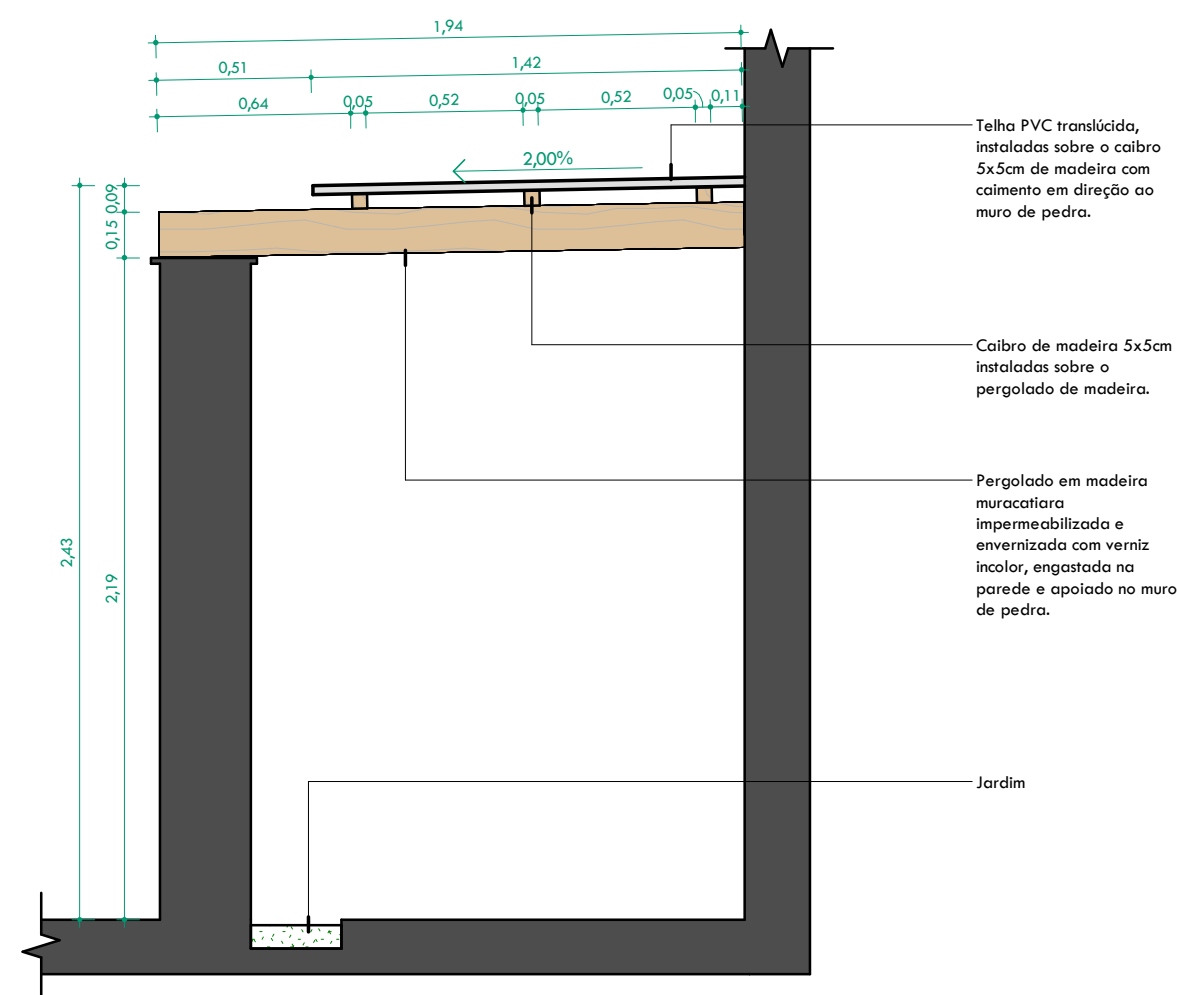 1,94
0,51
1,42
0,64
0,05
0,52
0,05
0,52
0,05
0,11
2,00%
0,09
0,15
2,43
2,19
Telha PVC translúcida,
instaladas sobre o caibro
5x5cm de madeira com
caimento em direção ao
muro de pedra.
Caibro de madeira 5x5cm
instaladas sobre o
pergolado de madeira.
Pergolado em madeira
muracatiara
impermeabilizada e
envernizada com verniz
incolor, engastada na
parede e apoiado no muro
de pedra.
Jardim